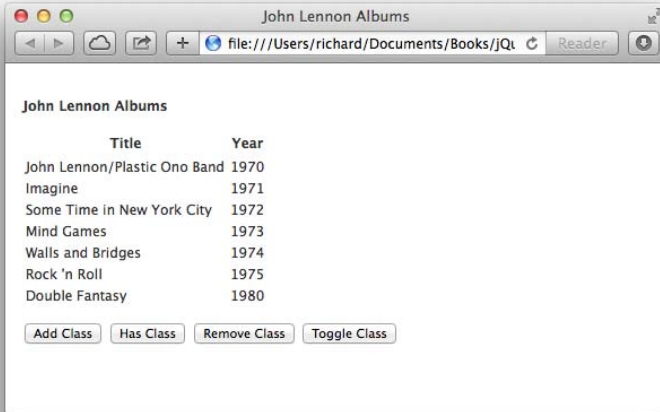 John Lennon Albums
file:///Users/richard/Documents/Books/jQu
Reader
John Lennon Albums
Title Year
John Lennon/Plastic Ono Band 1970
Imagine 1971
Some Time in New York City 1972
Mind Games 1973
Walls and Bridges 1974
Rock 'n Roll 1975
Double Fantasy 1980
Add Class Has Class Remove Class Toggle Class